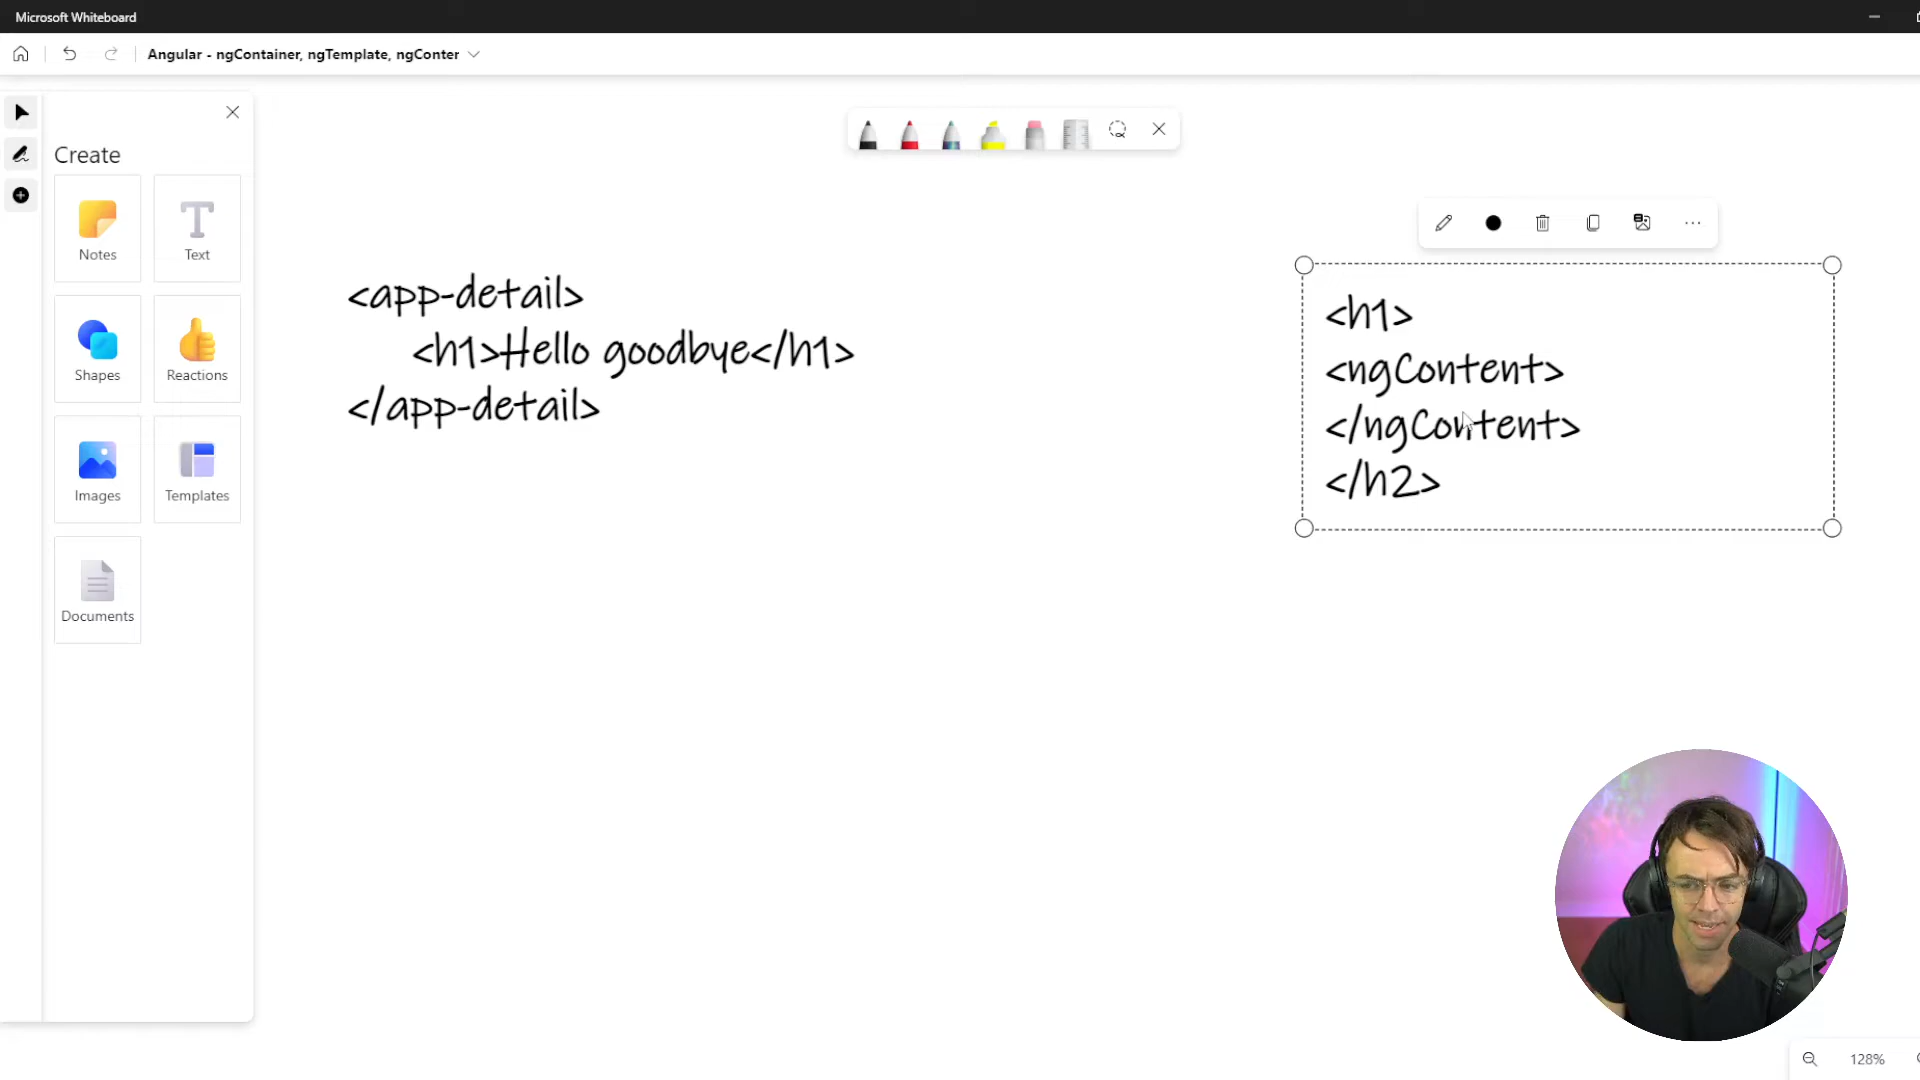 Microsoft Whiteboard
Angular - ngContainer, ngTemplate, ngConter
Create
Notes
Text
Shapes
Reactions
Images
Templates
Documents
<app-detail>
<h1>Hello goodbye</h1>
</app-detail>
<h1>
<ngContent>
</ngContent>
</h2>
128%